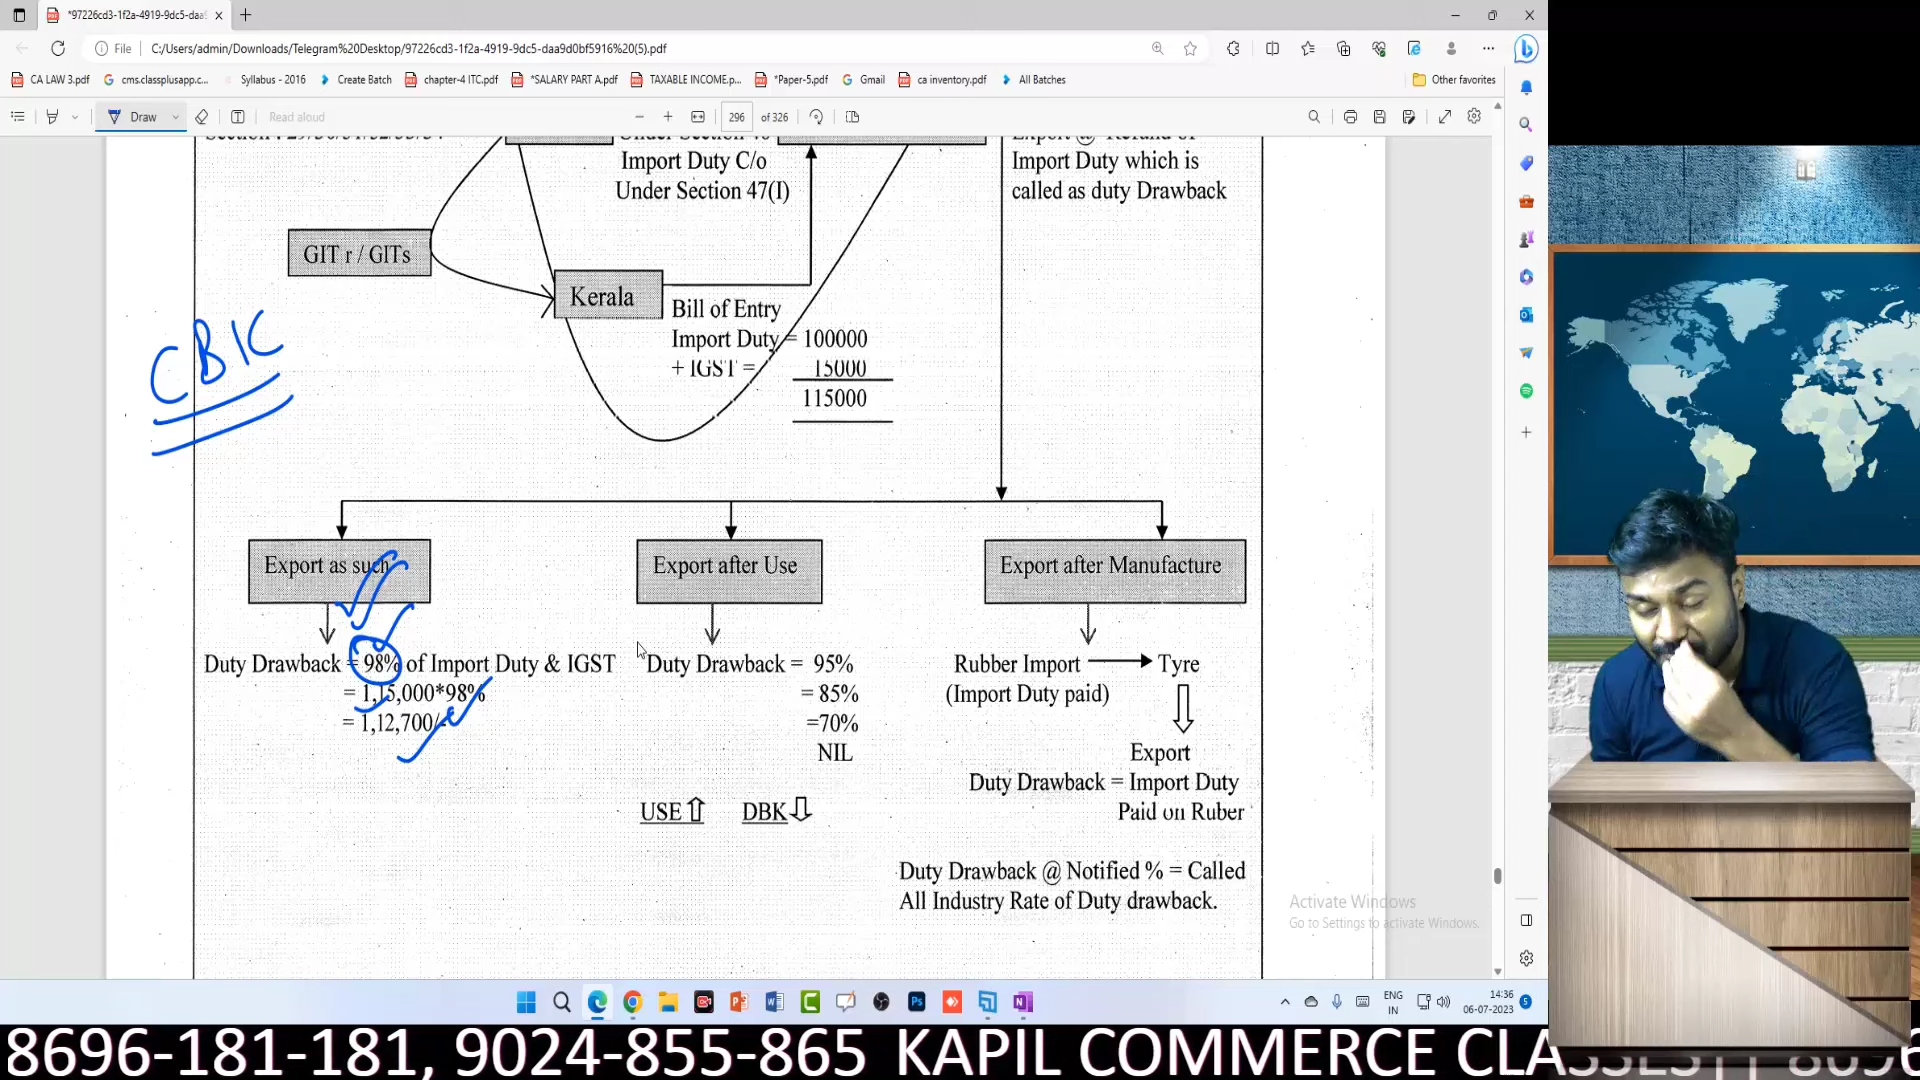 *97226cd3-1f2a-4919-9dc5-daa9
File C:/Users/admin/Downloads/Telegram%20Desktop/97226cd3-1f2a-4919-9dc5-daa9d0bf5916%20(5).pdf
CA LAW 3.pdf cms.classplusapp.c... Syllabus - 2016 Create Batch chapter-4 ITC.pdf *SALARY PART A.pdf TAXABLE INCOME.p... *Paper-5.pdf Gmail ca inventory.pdf All Batches Other favorites
Draw Read aloud 296 of 326
Import Duty C/o
Under Section 47(I)
Import Duty which is
called as duty Drawback
GIT r / GITs
Kerala
Bill of Entry
Import Duty = 100000
+ IGST = 15000
115000
CBIC
Export as such
Export after Use
Export after Manufacture
Duty Drawback = 98% of Import Duty & IGST
= 1,15,000*98%
= 1,12,700/-
Duty Drawback = 95%
= 85%
=70%
NIL
USE DBK
Rubber Import Tyre
(Import Duty paid)
Export
Duty Drawback = Import Duty
Paid on Ruber
Duty Drawback @ Notified % = Called
All Industry Rate of Duty drawback.
Activate Windows
Go to Settings to activate Windows.
ENG
IN
14:36
06-07-2023
5
8696-181-181, 9024-855-865 KAPIL COMMERCE CLASSES|| 8696